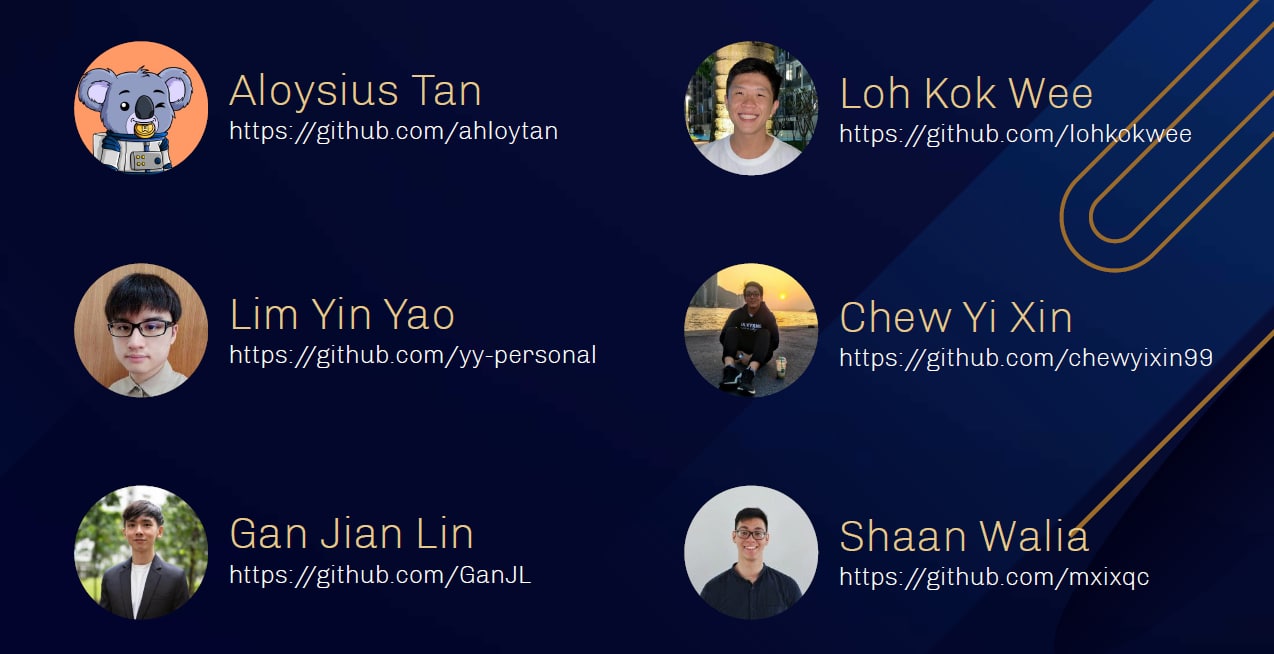 Aloysius Tan
https://github.com/ahloytan
Loh Kok Wee
https://github.com/lohkokwee
Lim Yin Yao
https://github.com/yy-personal
Chew Yi Xin
https://github.com/chewyixin99
Gan Jian Lin
https://github.com/GanJL
Shaan Walia
https://github.com/mxixqc